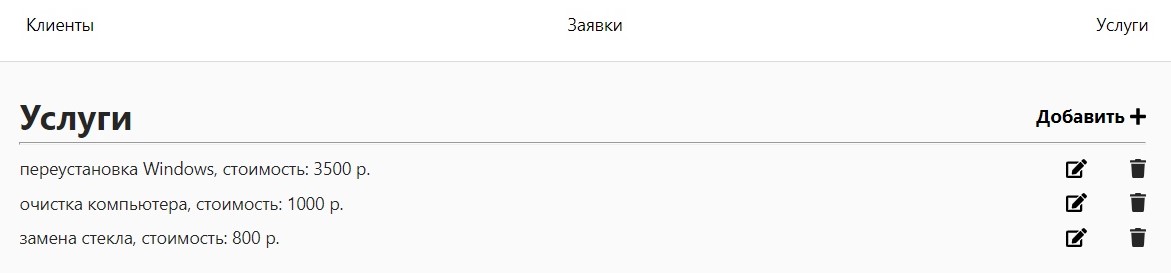 Клиенты Заявки Услуги
Услуги Добавить +
переустановка Windows, стоимость: 3500 р.
очистка компьютера, стоимость: 1000 р.
замена стекла, стоимость: 800 р.